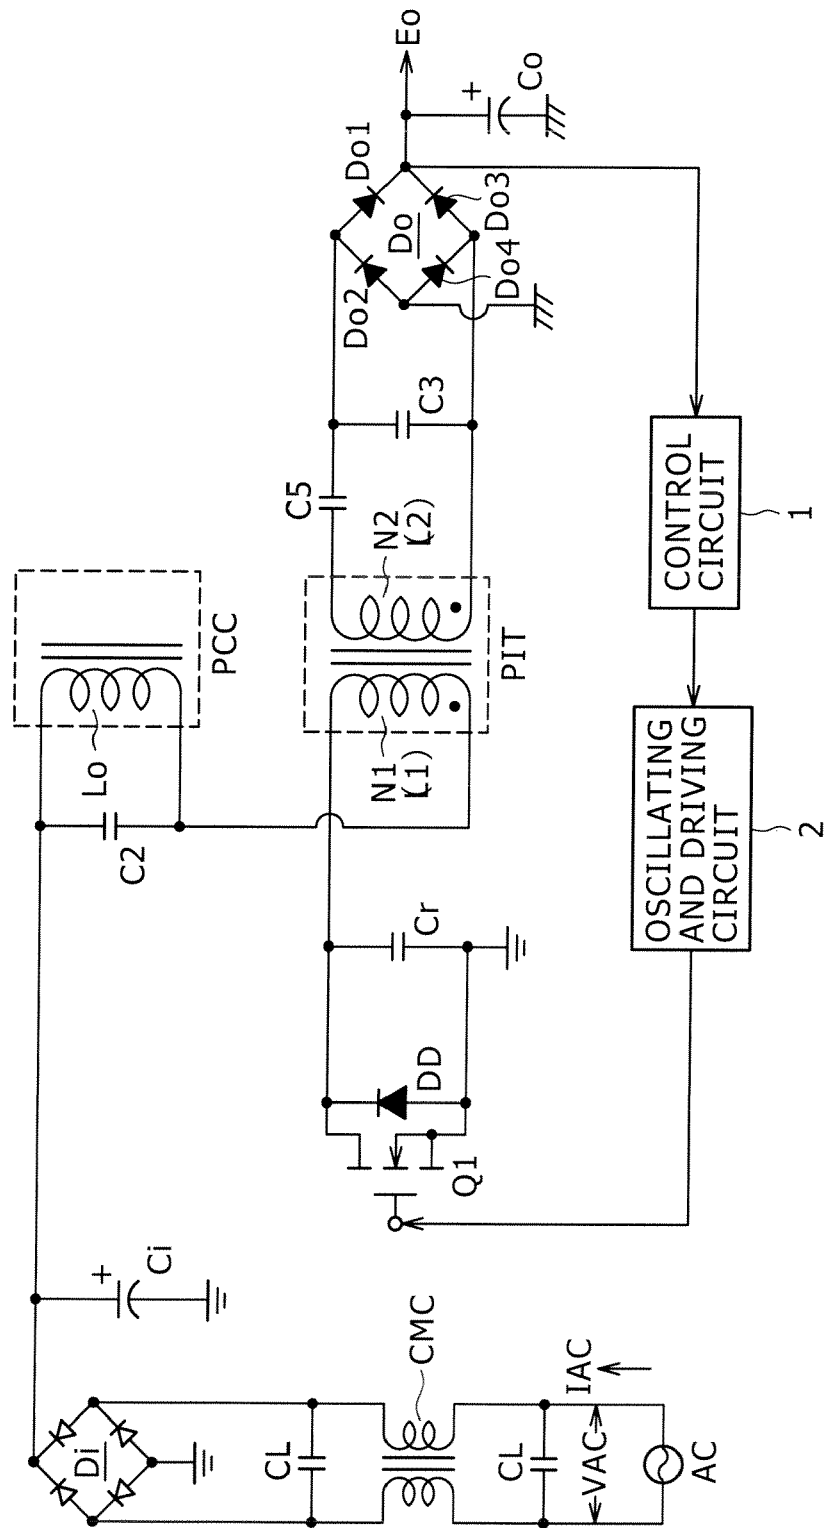 Di
+
Ci
CL
CMC
CL
VAC
IAC
AC
C2
Lo
PCC
Q1
DD
Cr
N1
(L1)
PIT
N2
(L2)
C5
C3
Do2
Do1
Do
Do4
Do3
+
Co
Eo
CONTROL
CIRCUIT
1
OSCILLATING
AND DRIVING
CIRCUIT
2